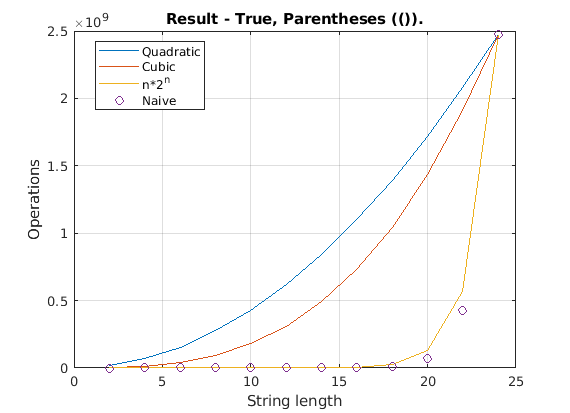 Result - True, Parentheses (()).
×10^9
2.5
2
1.5
1
0.5
0
Operations
Quadratic
Cubic
n*2^n
Naive
0 5 10 15 20 25
String length